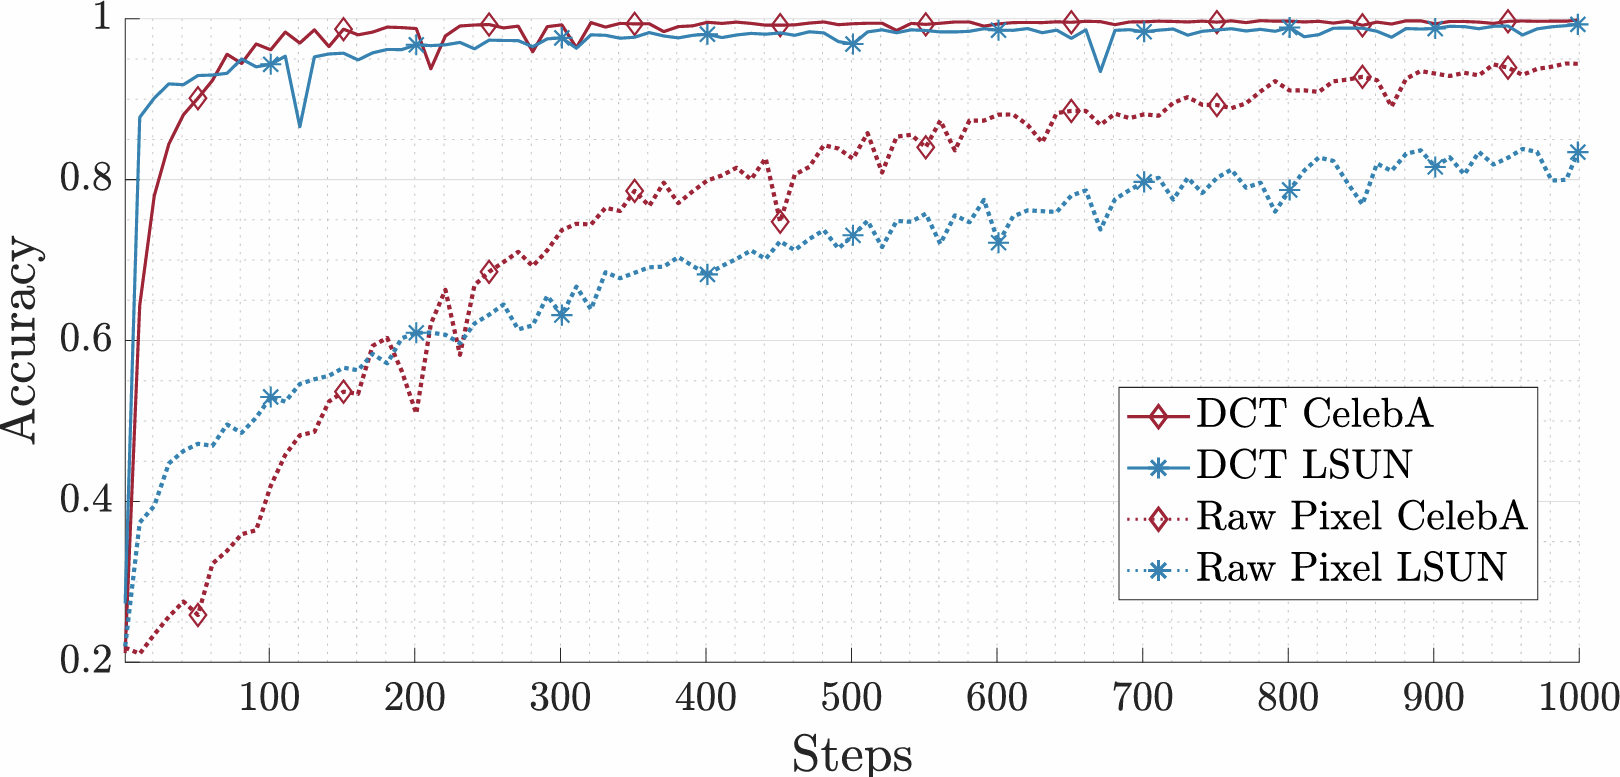 1
0.8
0.6
0.4
0.2
Accuracy
100 200 300 400 500 600 700 800 900 1000
Steps
DCT CelebA
DCT LSUN
Raw Pixel CelebA
Raw Pixel LSUN